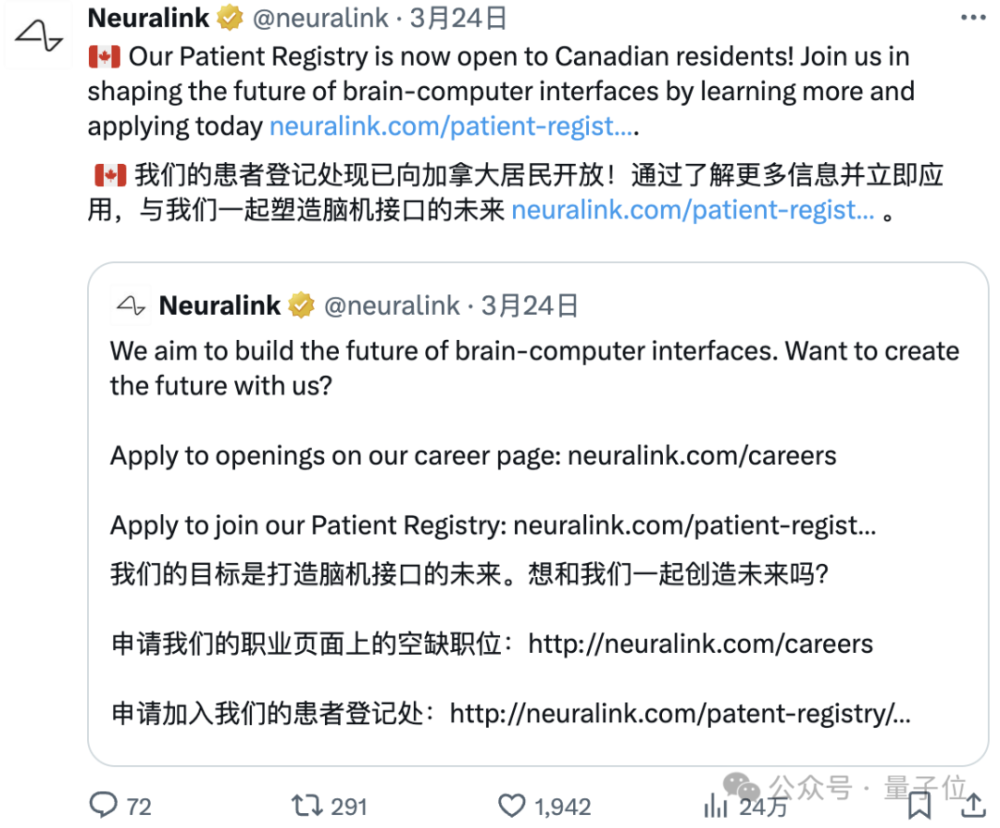 Neuralink @neuralink · 3月24日
🇨🇦 Our Patient Registry is now open to Canadian residents! Join us in
shaping the future of brain-computer interfaces by learning more and
applying today neuralink.com/patient-regist....
🇨🇦 我们的患者登记处现已向加拿大居民开放！通过了解更多信息并立即应
用，与我们一起塑造脑机接口的未来 neuralink.com/patient-regist... 。
Neuralink @neuralink · 3月24日
We aim to build the future of brain-computer interfaces. Want to create
the future with us?
Apply to openings on our career page: neuralink.com/careers
Apply to join our Patient Registry: neuralink.com/patient-regist...
我们的目标是打造脑机接口的未来。想和我们一起创造未来吗?
申请我们的职业页面上的空缺职位：http://neuralink.com/careers
申请加入我们的患者登记处：http://neuralink.com/patent-registry/...
公众号 · 量子位
72 291 1,942 24万